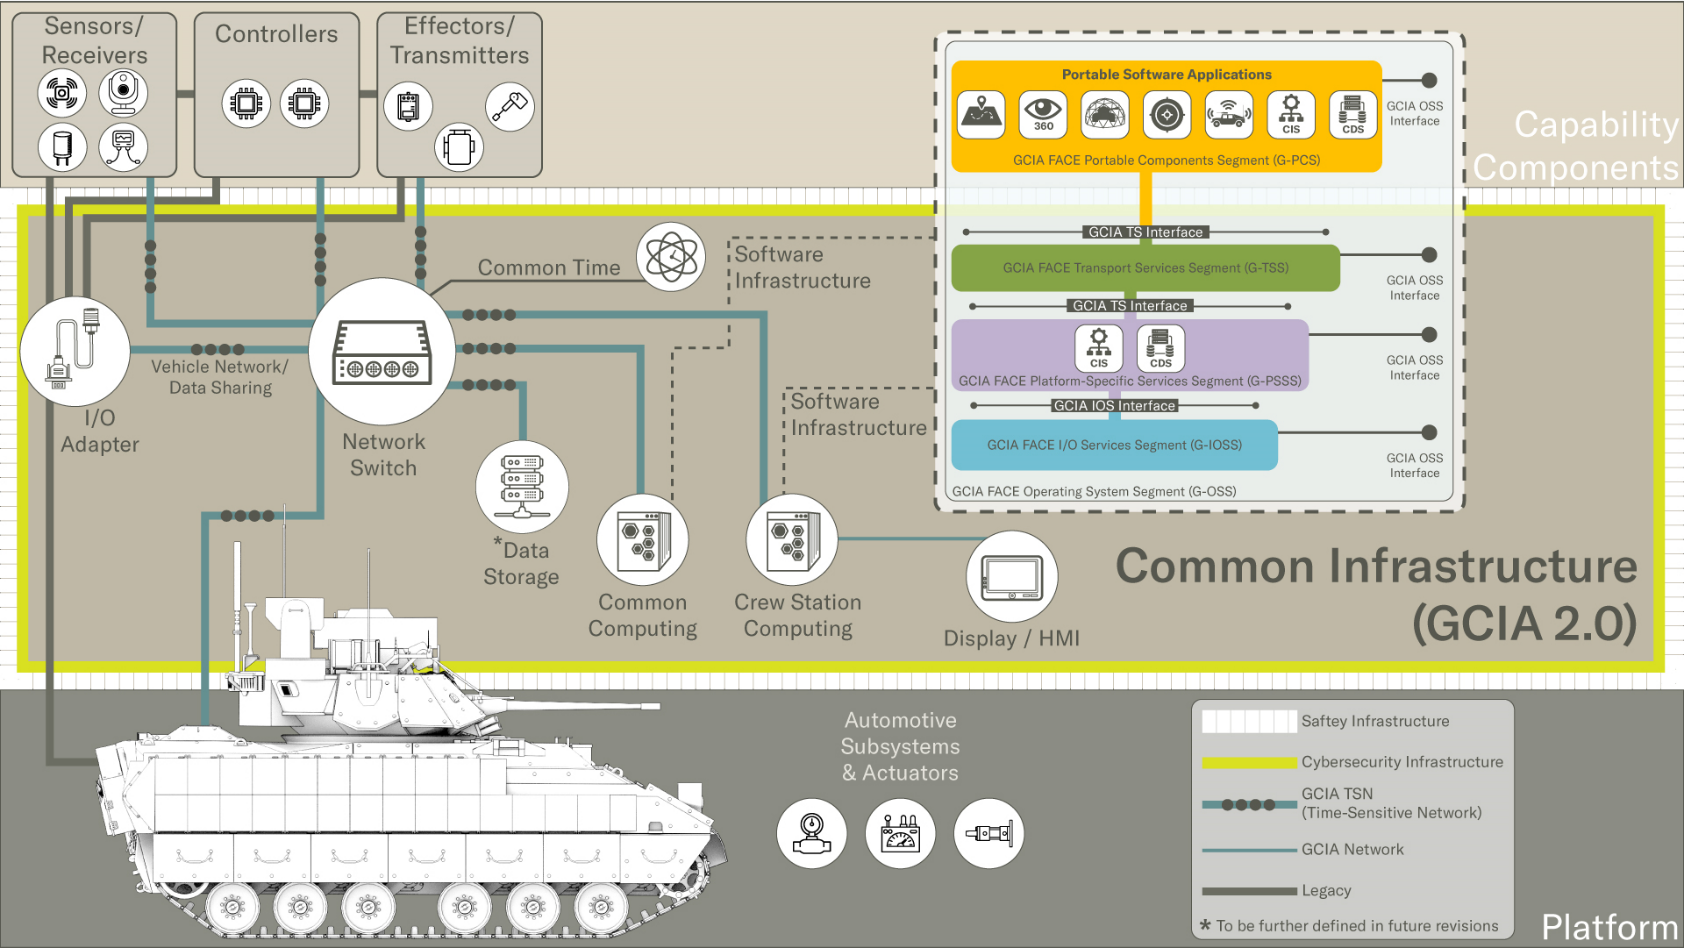 Sensors/
Receivers
Controllers
Effectors/
Transmitters
Portable Software Applications
360
CIS
CDS
GCIA FACE Portable Components Segment (G-PCS)
GCIA OSS
Interface
Capability
Components
GCIA TS Interface
GCIA FACE Transport Services Segment (G-TSS)
GCIA OSS
Interface
GCIA TS Interface
CIS
CDS
GCIA FACE Platform-Specific Services Segment (G-PSSS)
GCIA OSS
Interface
GCIA IOS Interface
GCIA FACE I/O Services Segment (G-IOSS)
GCIA OSS
Interface
GCIA FACE Operating System Segment (G-OSS)
Common Time
Software
Infrastructure
Software
Infrastructure
Vehicle Network/
Data Sharing
I/O
Adapter
Network
Switch
*Data
Storage
Common
Computing
Crew Station
Computing
Display / HMI
Common Infrastructure
(GCIA 2.0)
Automotive
Subsystems
& Actuators
Saftey Infrastructure
Cybersecurity Infrastructure
GCIA TSN
(Time-Sensitive Network)
GCIA Network
Legacy
* To be further defined in future revisions
Platform